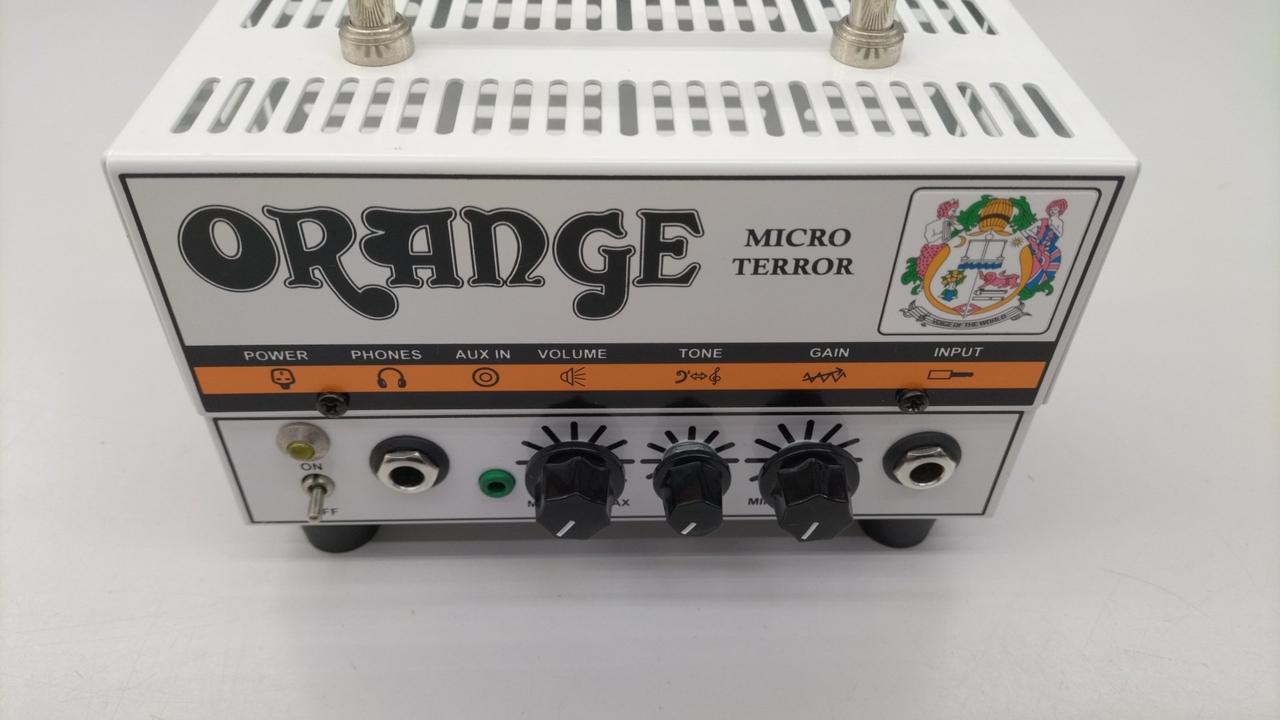 ORANGE
MICRO
TERROR
VOICE OF THE WORLD
POWER PHONES AUX IN VOLUME TONE GAIN INPUT
ON